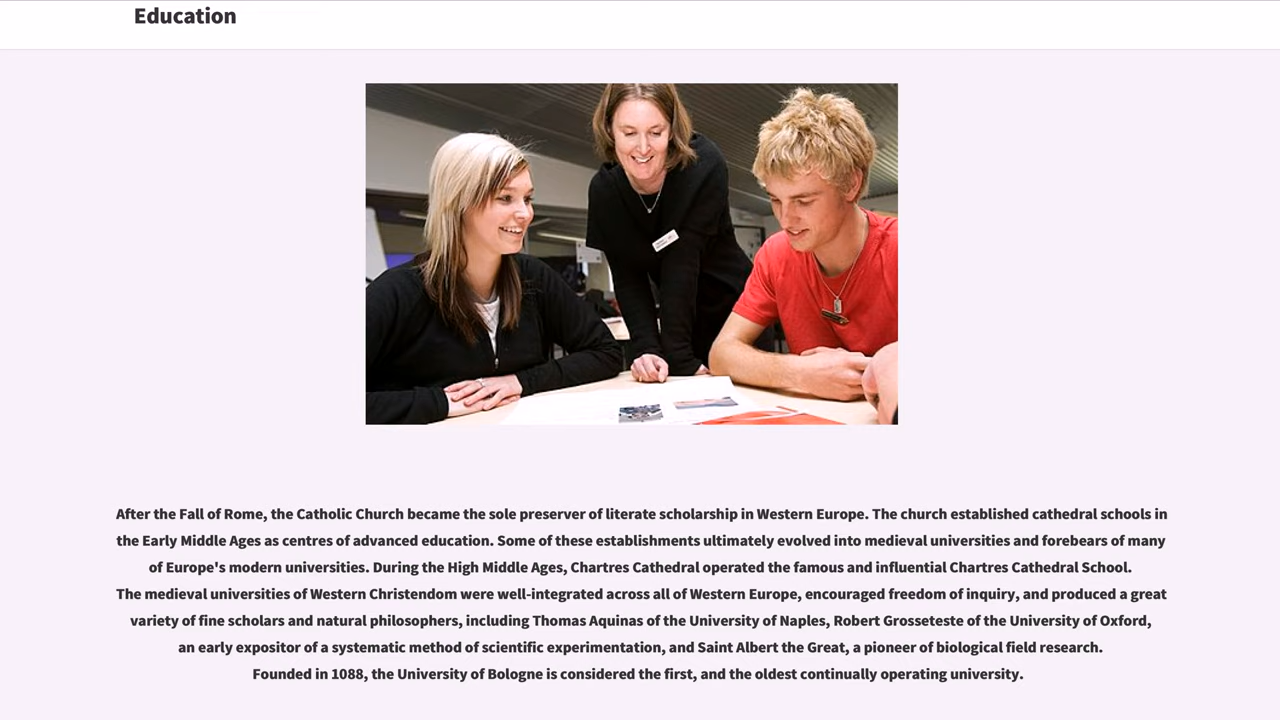 Education
After the Fall of Rome, the Catholic Church became the sole preserver of literate scholarship in Western Europe. The church established cathedral schools in
the Early Middle Ages as centres of advanced education. Some of these establishments ultimately evolved into medieval universities and forebears of many
of Europe's modern universities. During the High Middle Ages, Chartres Cathedral operated the famous and influential Chartres Cathedral School.
The medieval universities of Western Christendom were well-integrated across all of Western Europe, encouraged freedom of inquiry, and produced a great
variety of fine scholars and natural philosophers, including Thomas Aquinas of the University of Naples, Robert Grosseteste of the University of Oxford,
an early expositor of a systematic method of scientific experimentation, and Saint Albert the Great, a pioneer of biological field research.
Founded in 1088, the University of Bologne is considered the first, and the oldest continually operating university.